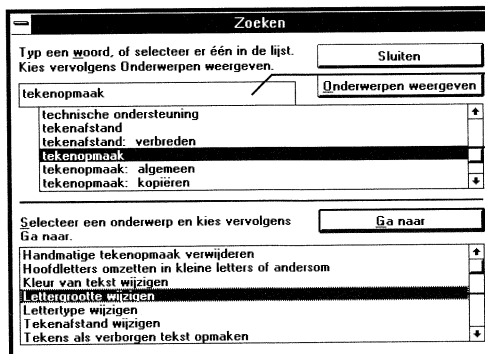 Zoeken
Typ een woord, of selecteer er één in de lijst.
Kies vervolgens Onderwerpen weergeven.
Sluiten
Onderwerpen weergeven
tekenopmaak
technische ondersteuning
tekenafstand
tekenafstand: verbreden
tekenopmaak
tekenopmaak: algemeen
tekenopmaak: kopiëren
Selecteer een onderwerp en kies vervolgens
Ga naar.
Ga naar
Handmatige tekenopmaak verwijderen
Hoofdletters omzetten in kleine letters of andersom
Kleur van tekst wijzigen
Lettergrootte wijzigen
Lettertype wijzigen
Tekenafstand wijzigen
Tekens als verborgen tekst opmaken